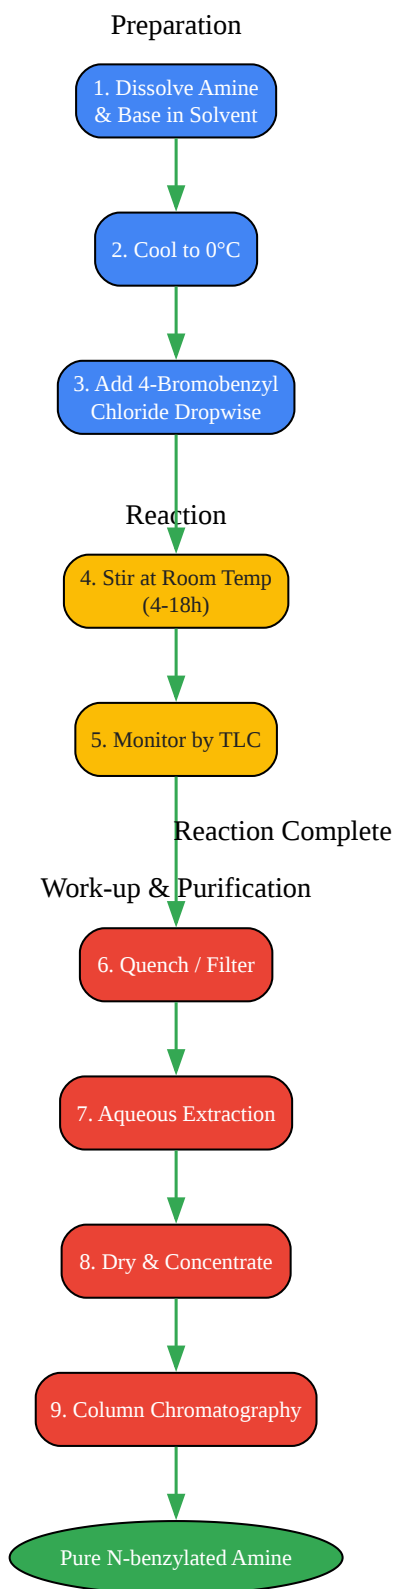 Preparation
1. Dissolve Amine
& Base in Solvent
2. Cool to 0°C
3. Add 4-Bromobenzyl
Chloride Dropwise
Reaction
4. Stir at Room Temp
(4-18h)
5. Monitor by TLC
Reaction Complete
Work-up & Purification
6. Quench / Filter
7. Aqueous Extraction
8. Dry & Concentrate
9. Column Chromatography
Pure N-benzylated Amine